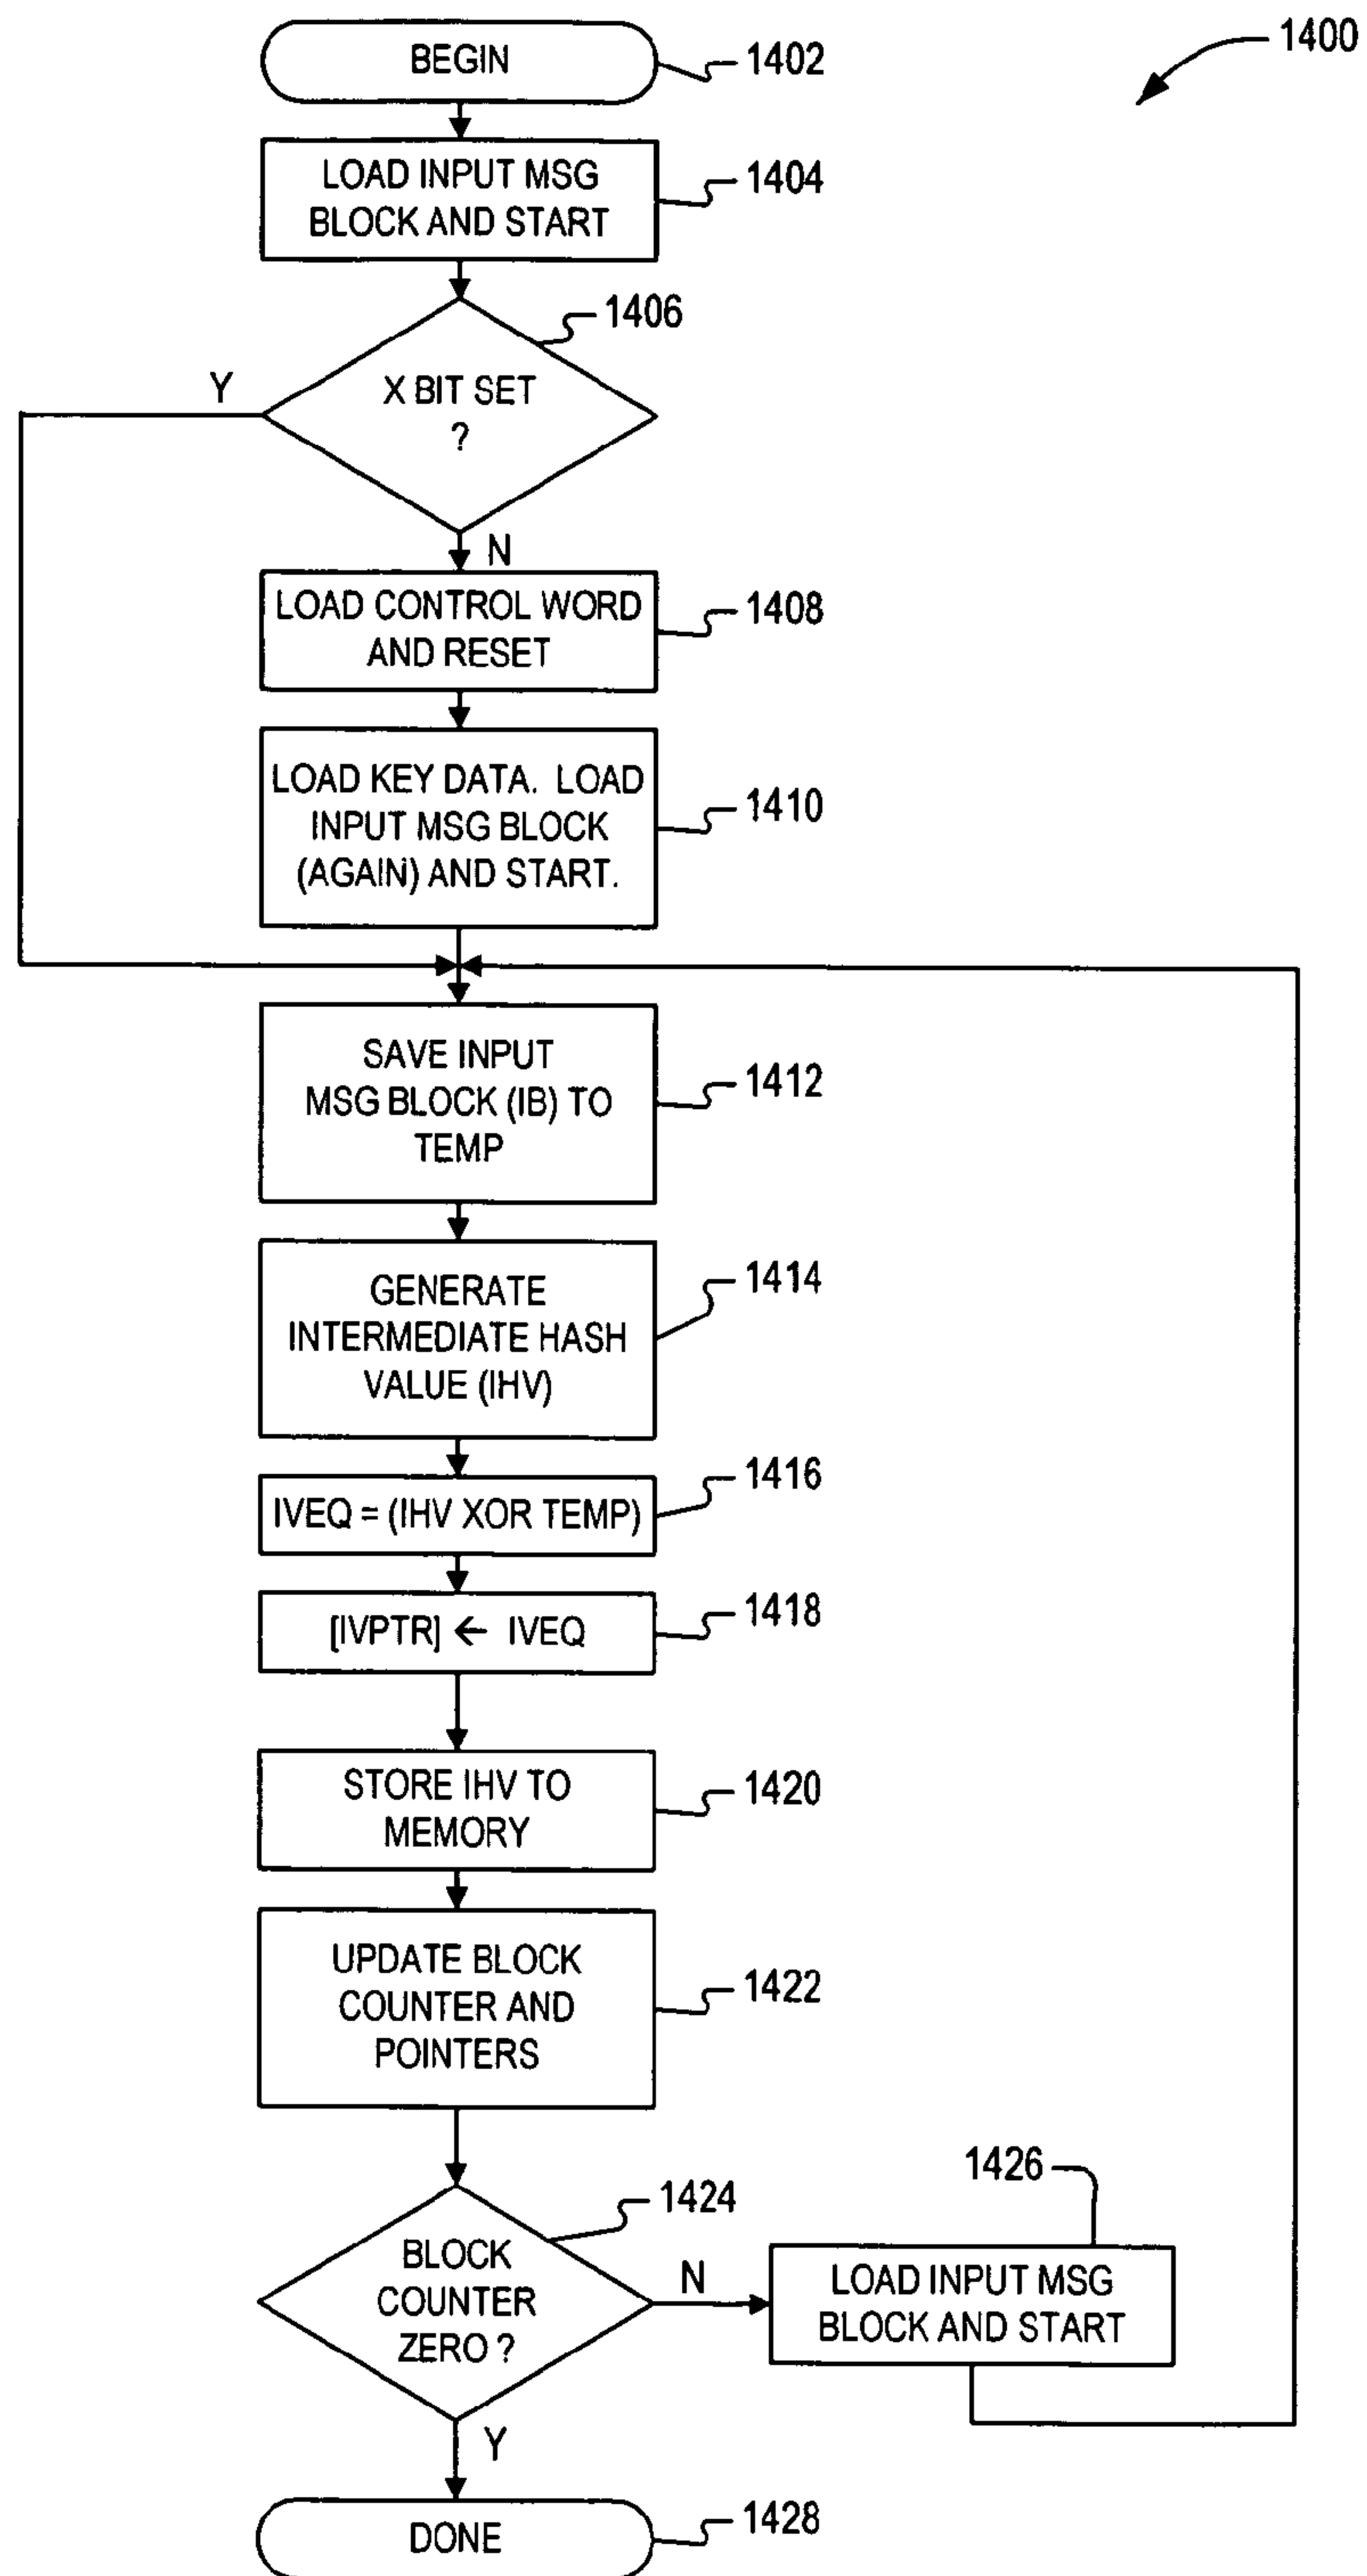 1400
BEGIN
1402
LOAD INPUT MSG
BLOCK AND START
1404
1406
X BIT SET
?
Y
N
LOAD CONTROL WORD
AND RESET
1408
LOAD KEY DATA. LOAD
INPUT MSG BLOCK
(AGAIN) AND START.
1410
SAVE INPUT
MSG BLOCK (IB) TO
TEMP
1412
GENERATE
INTERMEDIATE HASH
VALUE (IHV)
1414
IVEQ = (IHV XOR TEMP)
1416
[IVPTR] ← IVEQ
1418
STORE IHV TO
MEMORY
1420
UPDATE BLOCK
COUNTER AND
POINTERS
1422
1424
BLOCK
COUNTER
ZERO ?
N
1426
LOAD INPUT MSG
BLOCK AND START
Y
DONE
1428